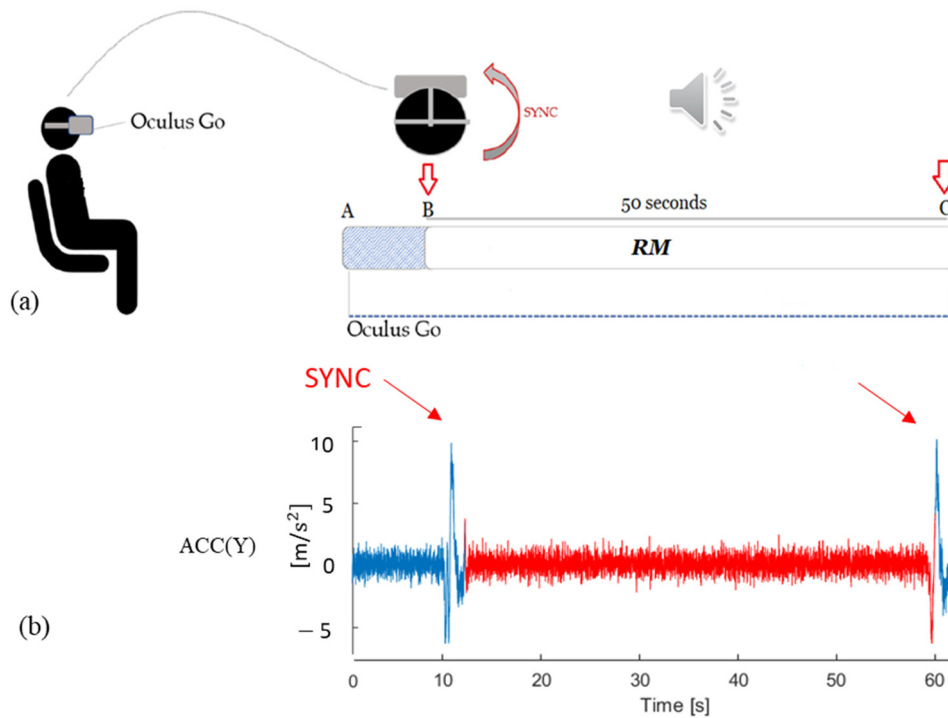 Oculus Go
SYNC
A
B
50 seconds
C
RM
(a)
Oculus Go
SYNC
10
5
0
− 5
[m/s²]
ACC(Y)
(b)
0
10
20
30
40
50
60
Time [s]